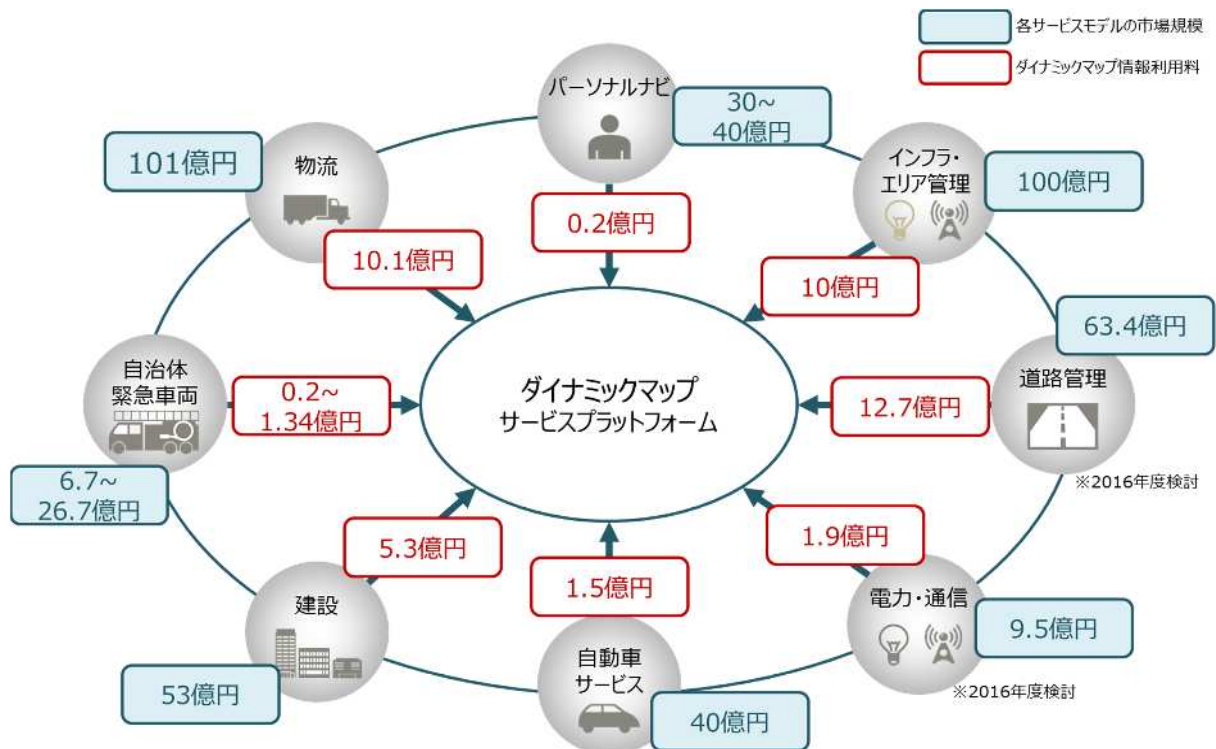 各サービスモデルの市場規模
ダイナミックマップ情報利用料
パーソナルナビ
30~
40億円
0.2億円
インフラ・
エリア管理
100億円
10億円
63.4億円
道路管理
12.7億円
※2016年度検討
1.9億円
電力・通信
9.5億円
※2016年度検討
1.5億円
自動車
サービス
40億円
5.3億円
建設
53億円
自治体
緊急車両
0.2~
1.34億円
6.7~
26.7億円
101億円
物流
10.1億円
ダイナミックマップ
サービスプラットフォーム